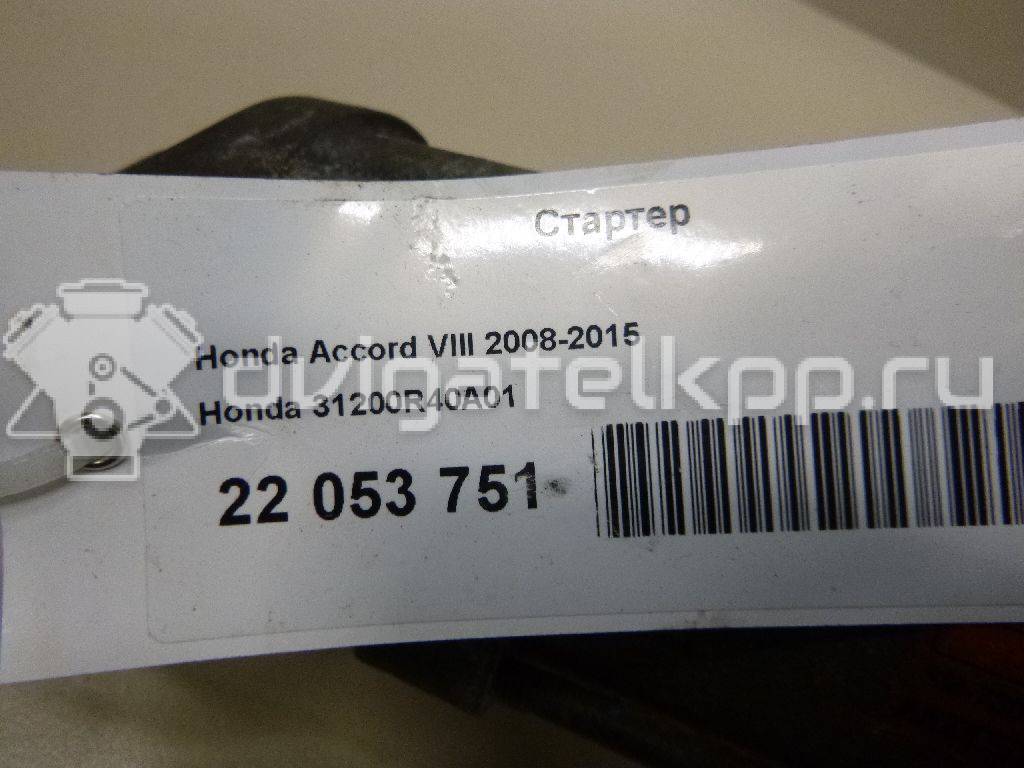 Стартер
Honda Accord VIII 2008-2015
dvigatelkpp.ru
Honda 31200R40A01
22 053 751